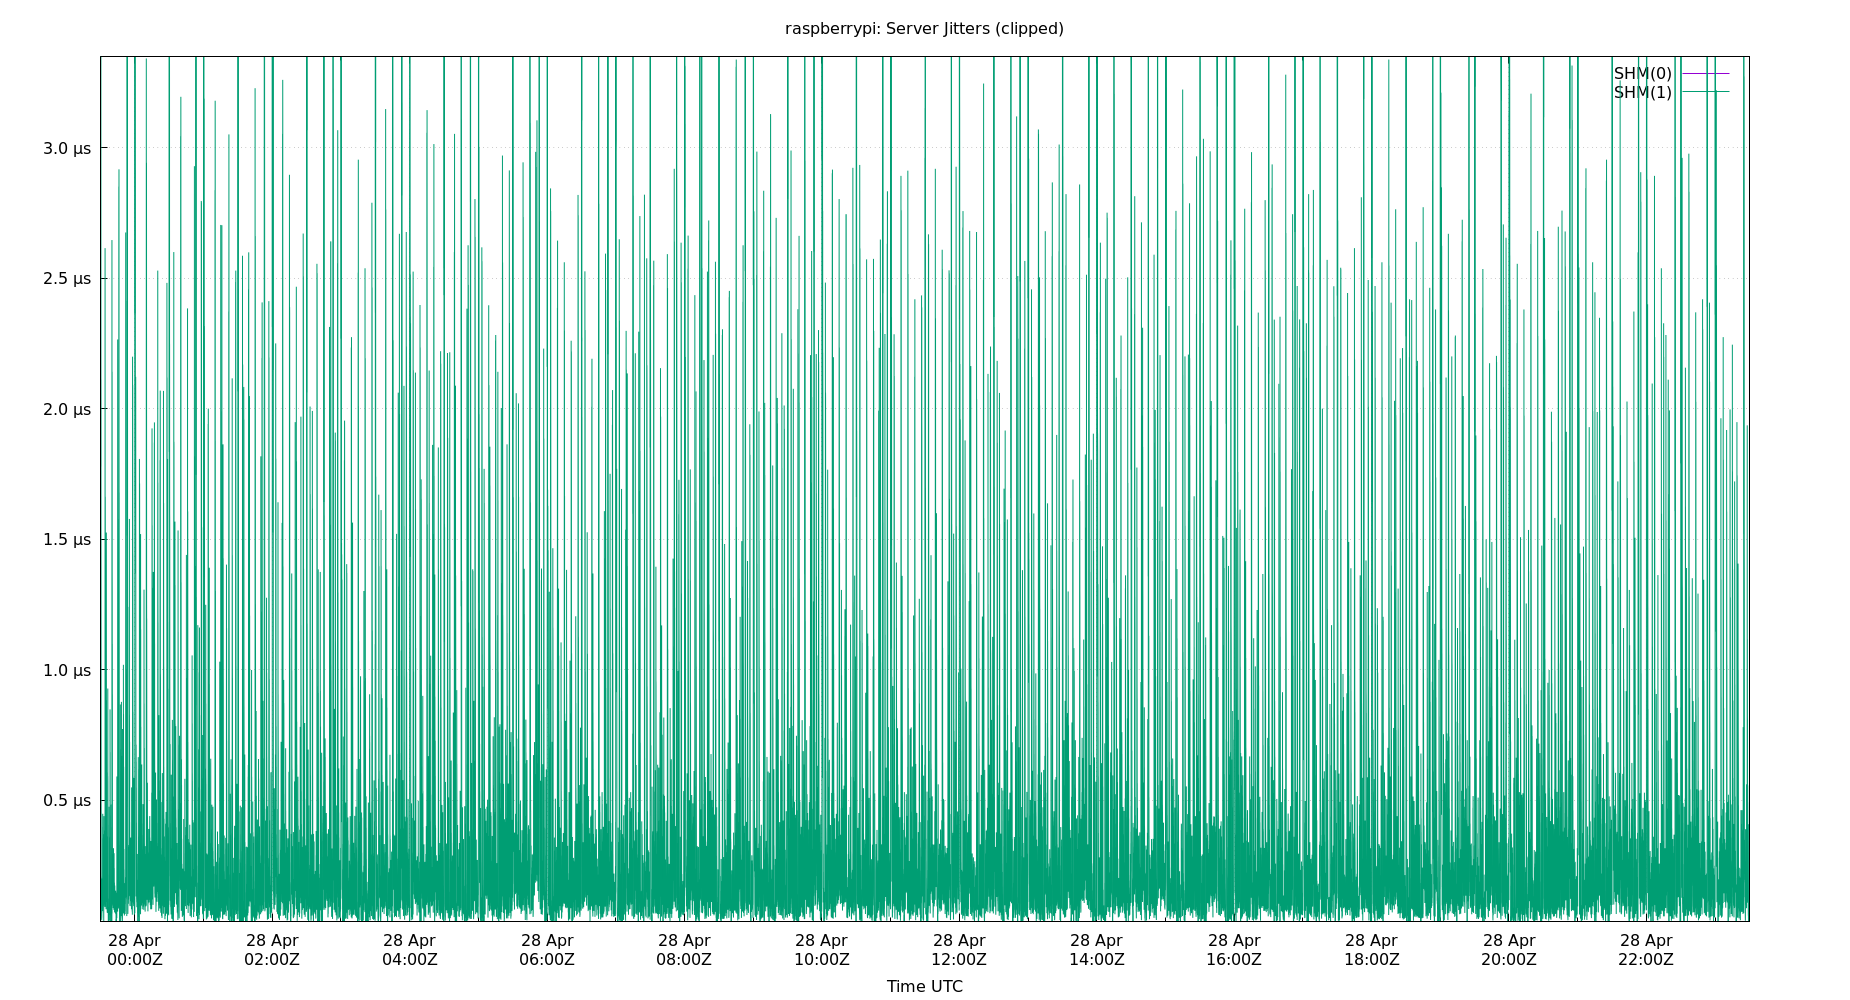 raspberrypi: Server Jitters (clipped)
SHM(0)
SHM(1)
3.0 µs
2.5 µs
2.0 µs
1.5 µs
1.0 µs
0.5 µs
28 Apr 28 Apr 28 Apr 28 Apr 28 Apr 28 Apr 28 Apr 28 Apr 28 Apr 28 Apr 28 Apr 28 Apr
00:00Z 02:00Z 04:00Z 06:00Z 08:00Z 10:00Z 12:00Z 14:00Z 16:00Z 18:00Z 20:00Z 22:00Z
Time UTC